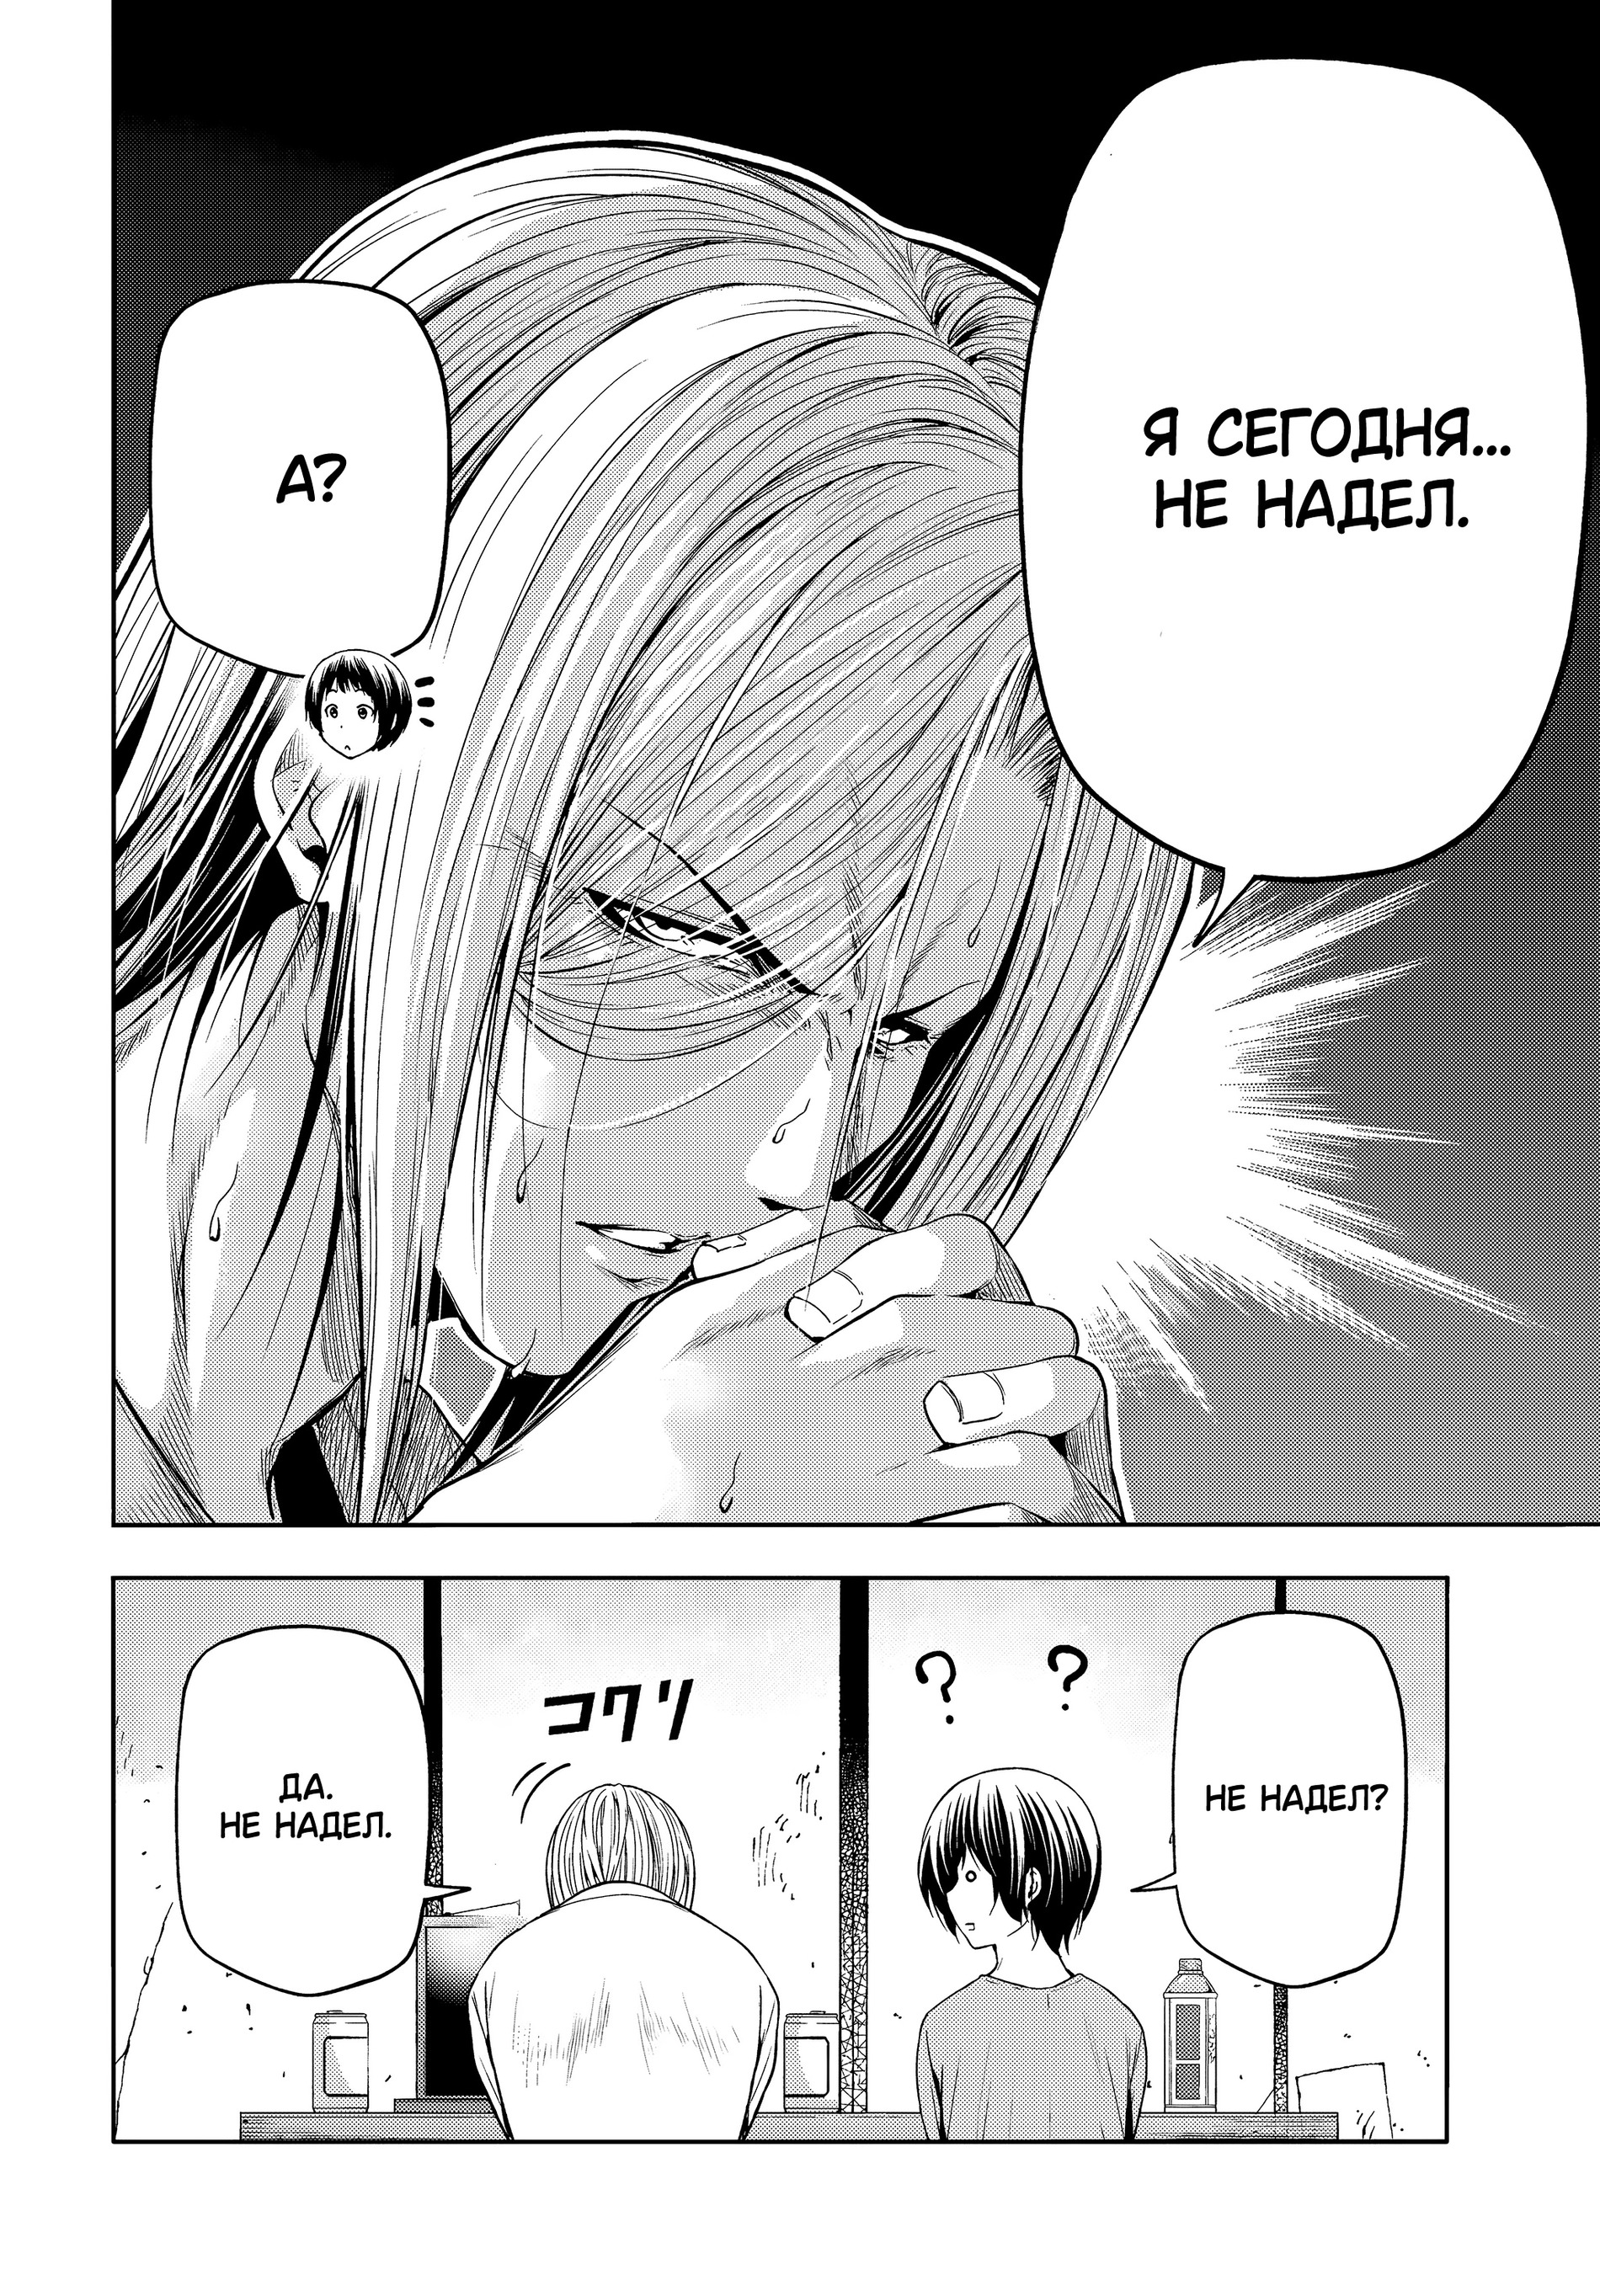 Я СЕГОДНЯ...
НЕ НАДЕЛ.
А?
НЕ НАДЕЛ?
? ?
コクリ
ДА.
НЕ НАДЕЛ.